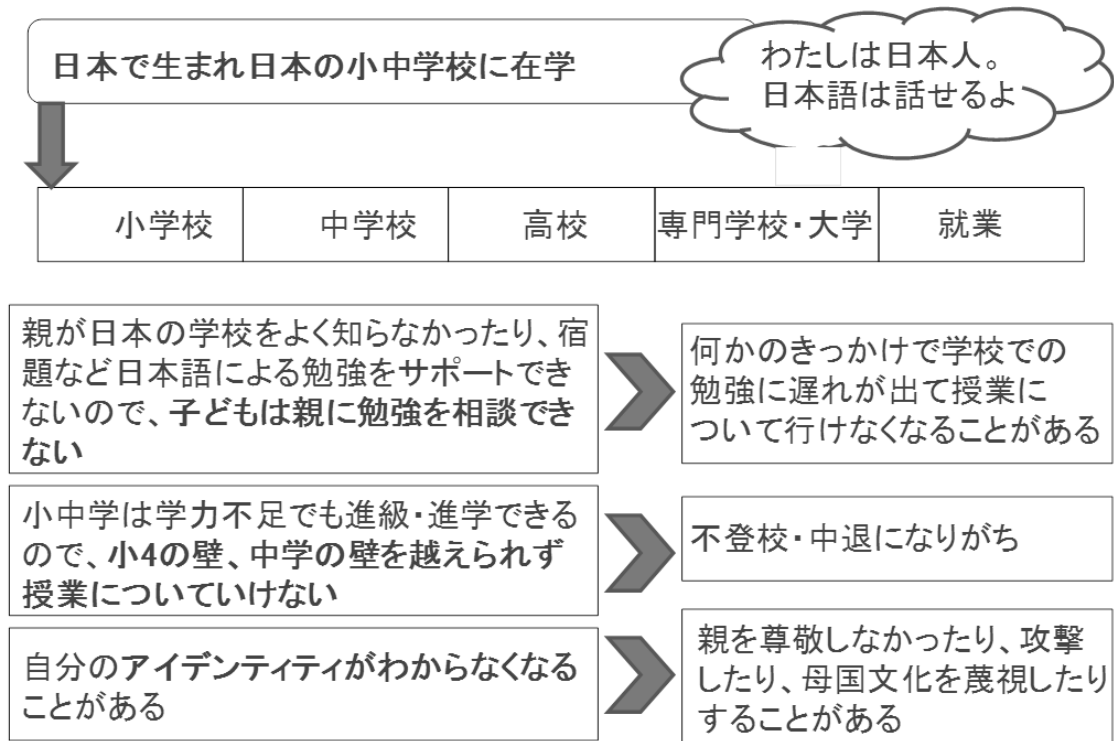 日本で生まれ日本の小中学校に在学
わたしは日本人。
日本語は話せるよ
小学校
中学校
高校
専門学校・大学
就業
親が日本の学校をよく知らなかったり、宿
題など日本語による勉強をサポートでき
ないので、子どもは親に勉強を相談でき
ない
何かのきっかけで学校での
勉強に遅れが出て授業に
ついて行けなくなることがある
小中学は学力不足でも進級・進学できる
ので、小4の壁、中学の壁を越えられず
授業についていけない
不登校・中退になりがち
自分のアイデンティティがわからなくなる
ことがある
親を尊敬しなかったり、攻撃
したり、母国文化を蔑視したり
することがある